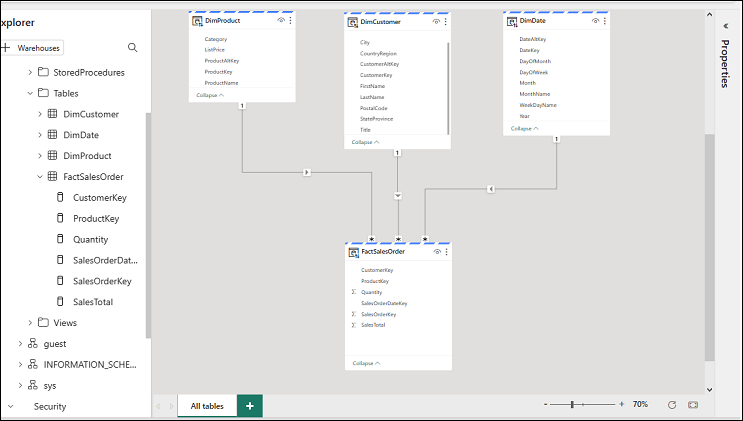 xplorer
+ Warehouses
StoredProcedures
Tables
DimCustomer
DimDate
DimProduct
FactSalesOrder
CustomerKey
ProductKey
Quantity
SalesOrderDat...
SalesOrderKey
SalesTotal
Views
guest
INFORMATION_SCHE...
sys
Security
DimProduct
Category
ListPrice
ProductAltKey
ProductKey
ProductName
Collapse
1
DimCustomer
City
CountryRegion
CustomerAltKey
CustomerKey
FirstName
LastName
PostalCode
StateProvince
Title
Collapse
1
DimDate
DateAltKey
DateKey
DayOfMonth
DayOfWeek
Month
MonthName
WeekDayName
Year
Collapse
1
* * *
FactSalesOrder
CustomerKey
ProductKey
Σ Quantity
SalesOrderDateKey
Σ SalesOrderKey
Σ SalesTotal
Collapse
All tables +
- + 70%
« Properties